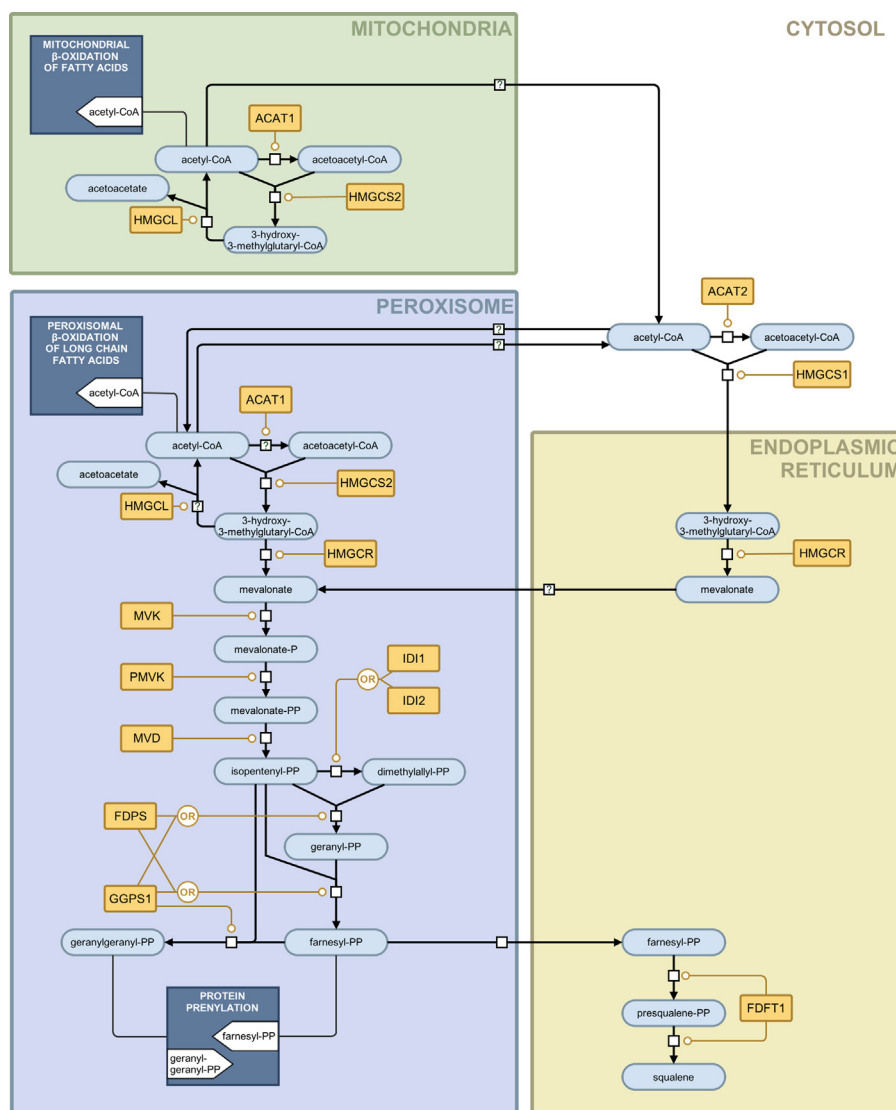 MITOCHONDRIA
CYTOSOL
MITOCHONDRIAL
β-OXIDATION
OF FATTY ACIDS
acetyl-CoA
?
ACAT1
acetyl-CoA
acetoacetyl-CoA
acetoacetate
HMGCS2
HMGCL
3-hydroxy-
3-methylglutaryl-CoA
PEROXISOME
ACAT2
PEROXISOMAL
β-OXIDATION
OF LONG CHAIN
FATTY ACIDS
acetyl-CoA
?
?
acetyl-CoA
acetoacetyl-CoA
HMGCS1
ACAT1
acetyl-CoA
?
acetoacetyl-CoA
acetoacetate
HMGCS2
HMGCL
?
3-hydroxy-
3-methylglutaryl-CoA
HMGCR
ENDOPLASMIC
RETICULUM
3-hydroxy-
3-methylglutaryl-CoA
HMGCR
mevalonate
?
mevalonate
MVK
mevalonate-P
IDI1
OR
PMVK
IDI2
mevalonate-PP
MVD
isopentenyl-PP
dimethylallyl-PP
FDPS
OR
geranyl-PP
GGPS1
OR
geranylgeranyl-PP
farnesyl-PP
farnesyl-PP
PROTEIN
PRENYLATION
farnesyl-PP
geranyl-
geranyl-PP
presqualene-PP
FDFT1
squalene